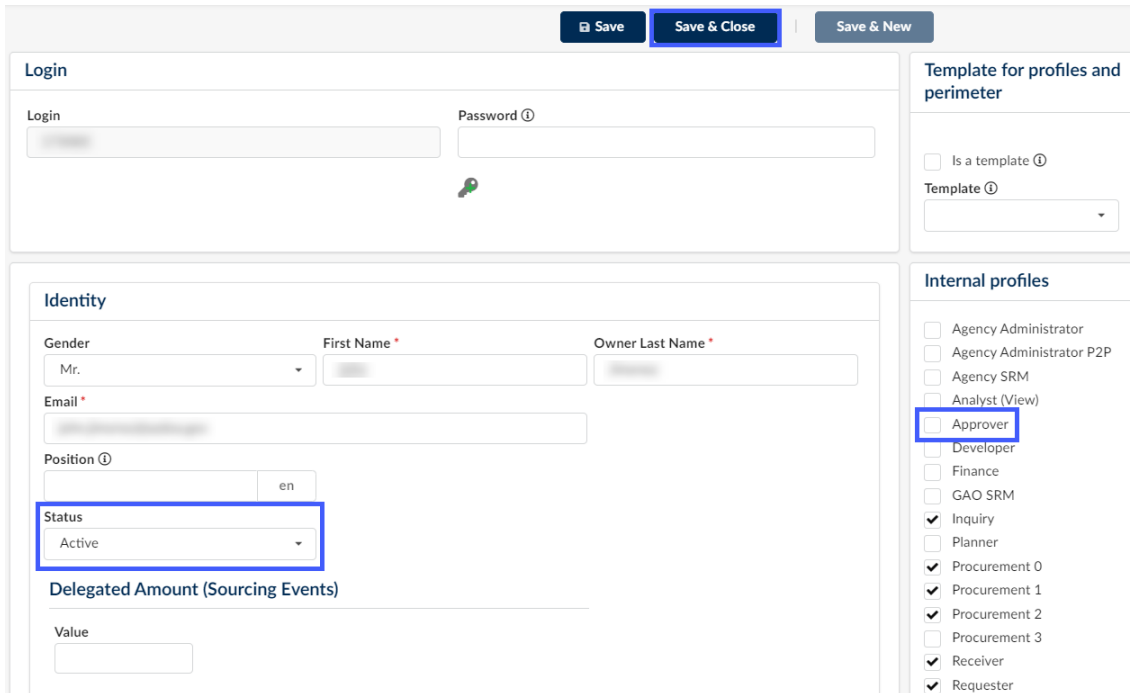 Save
Save & Close
Save & New
Login
Login
Password
Template for profiles and
perimeter
Is a template
Template
Identity
Gender
Mr.
First Name *
Owner Last Name *
Email *
Position
en
Status
Active
Delegated Amount (Sourcing Events)
Value
Internal profiles
Agency Administrator
Agency Administrator P2P
Agency SRM
Analyst (View)
Approver
Developer
Finance
GAO SRM
Inquiry
Planner
Procurement 0
Procurement 1
Procurement 2
Procurement 3
Receiver
Requester